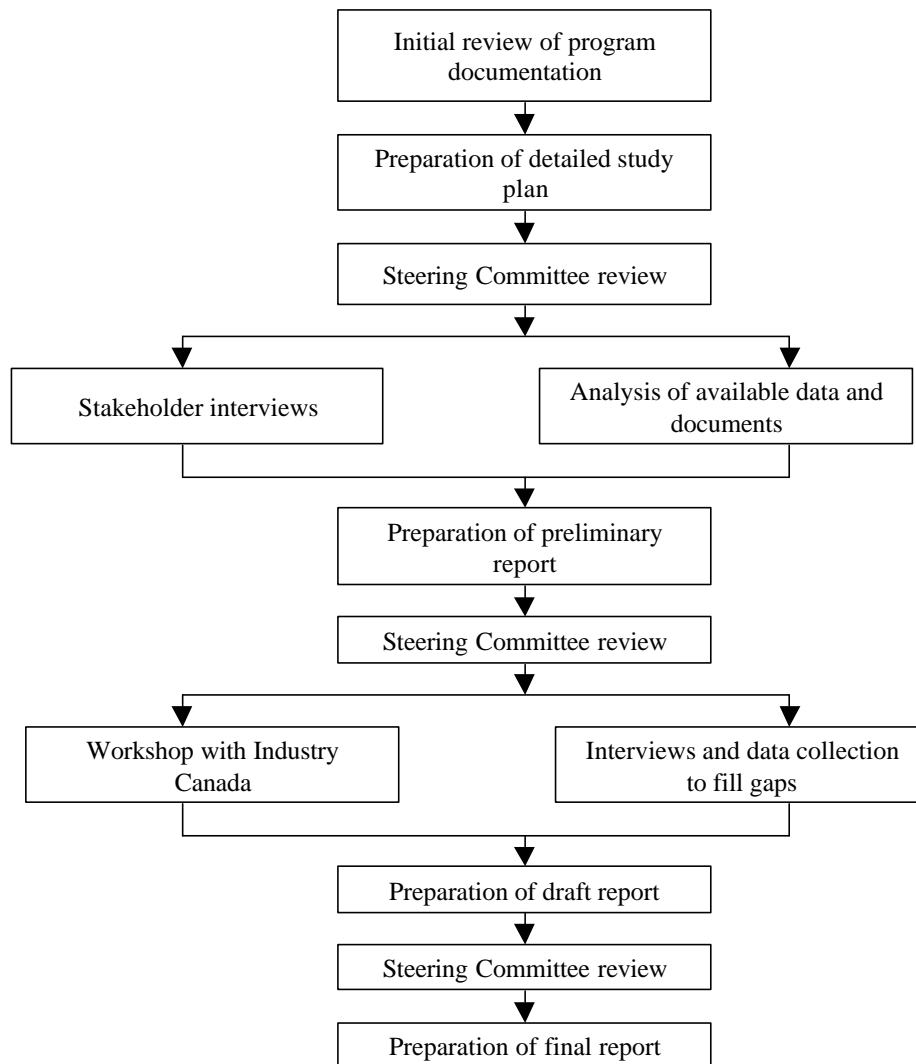 Initial review of program
documentation
Preparation of detailed study
plan
Steering Committee review
Stakeholder interviews
Analysis of available data and
documents
Preparation of preliminary
report
Steering Committee review
Workshop with Industry
Canada
Interviews and data collection
to fill gaps
Preparation of draft report
Steering Committee review
Preparation of final report